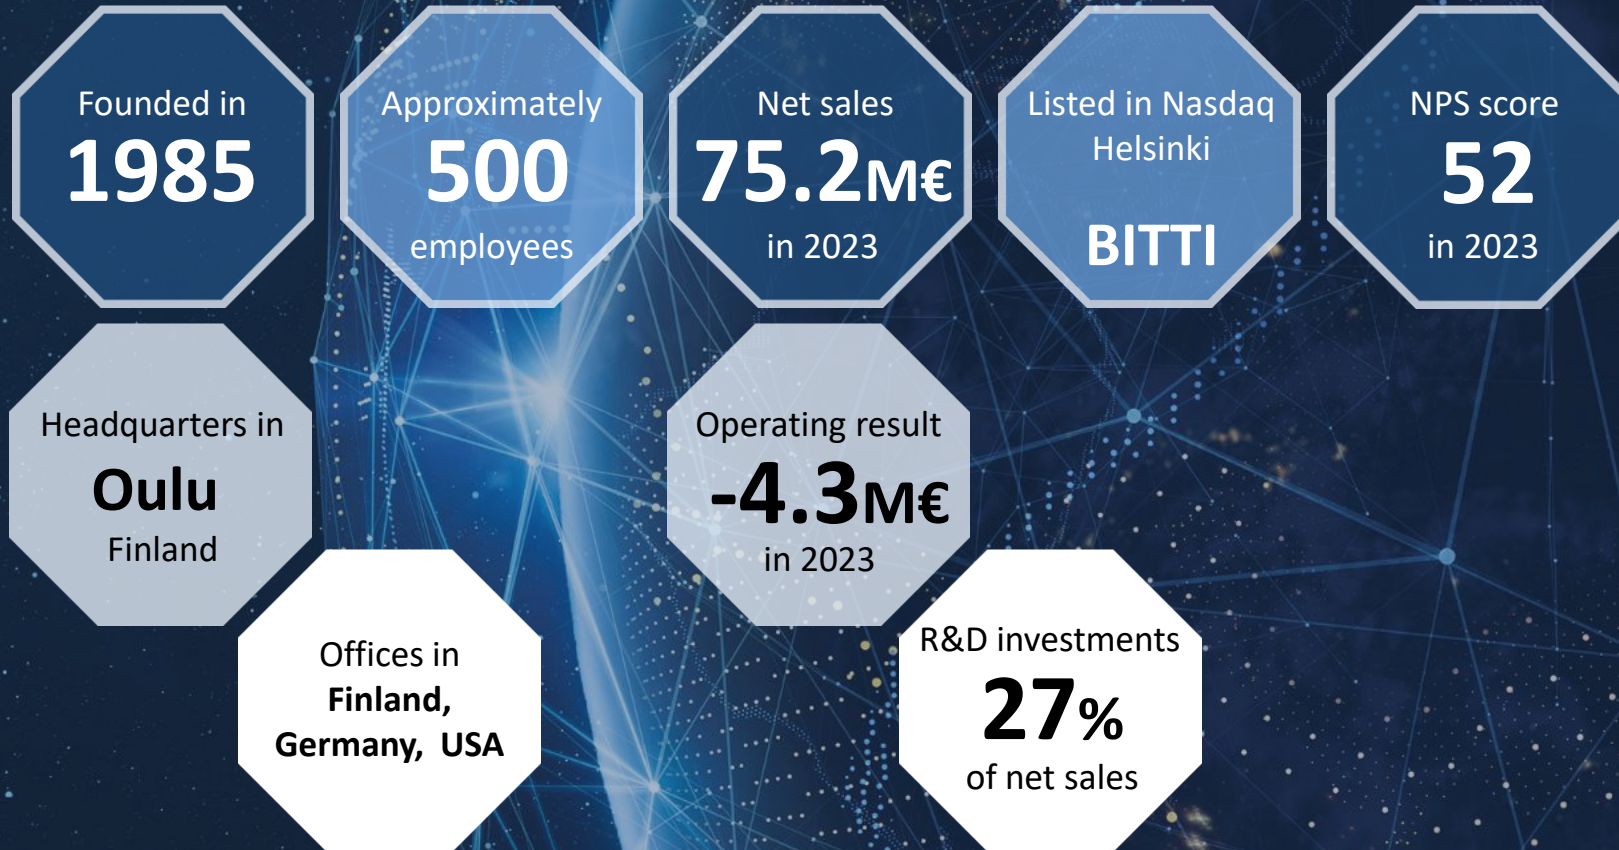 Founded in
1985
Approximately
500
employees
Net sales
75.2M€
in 2023
Listed in Nasdaq
Helsinki
BITTI
NPS score
52
in 2023
Headquarters in
Oulu
Finland
Operating result
-4.3M€
in 2023
Offices in
Finland,
Germany, USA
R&D investments
27%
of net sales